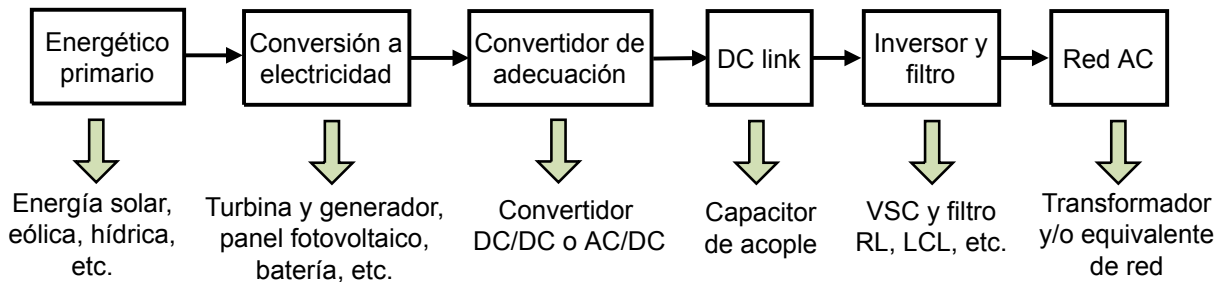 Energético
primario
Conversión a
electricidad
Convertidor de
adecuación
DC link
Inversor y
filtro
Red AC
Energía solar,
eólica, hídrica,
etc.
Turbina y generador,
panel fotovoltaico,
batería, etc.
Convertidor
DC/DC o AC/DC
Capacitor
de acople
VSC y filtro
RL, LCL, etc.
Transformador
y/o equivalente
de red